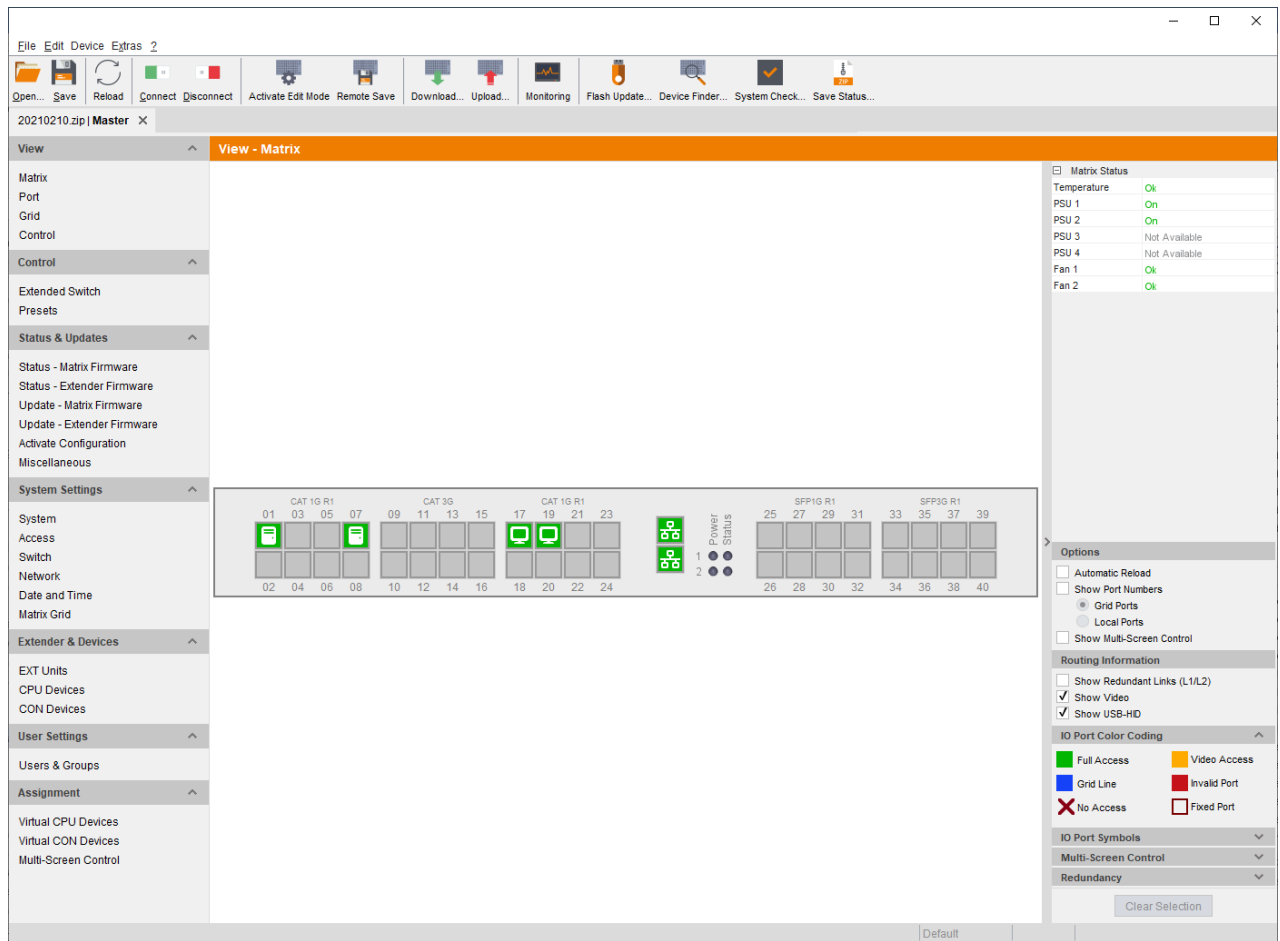 File Edit Device Extras ?
Open... Save Reload Connect Disconnect Activate Edit Mode Remote Save Download... Upload... Monitoring Flash Update... Device Finder... System Check... Save Status...
ZIP
20210210.zip | Master
View
Matrix
Port
Grid
Control
Control
Extended Switch
Presets
Status & Updates
Status - Matrix Firmware
Status - Extender Firmware
Update - Matrix Firmware
Update - Extender Firmware
Activate Configuration
Miscellaneous
System Settings
System
Access
Switch
Network
Date and Time
Matrix Grid
Extender & Devices
EXT Units
CPU Devices
CON Devices
User Settings
Users & Groups
Assignment
Virtual CPU Devices
Virtual CON Devices
Multi-Screen Control
View - Matrix
CAT 1G R1 CAT 3G CAT 1G R1 SFP1G R1 SFP3G R1
01 03 05 07 09 11 13 15 17 19 21 23 25 27 29 31 33 35 37 39
Power
Status
1
2
02 04 06 08 10 12 14 16 18 20 22 24 26 28 30 32 34 36 38 40
Matrix Status
Temperature Ok
PSU 1 On
PSU 2 On
PSU 3 Not Available
PSU 4 Not Available
Fan 1 Ok
Fan 2 Ok
Options
Automatic Reload
Show Port Numbers
Grid Ports
Local Ports
Show Multi-Screen Control
Routing Information
Show Redundant Links (L1/L2)
Show Video
Show USB-HID
IO Port Color Coding
Full Access Video Access
Grid Line Invalid Port
No Access Fixed Port
IO Port Symbols
Multi-Screen Control
Redundancy
Clear Selection
Default